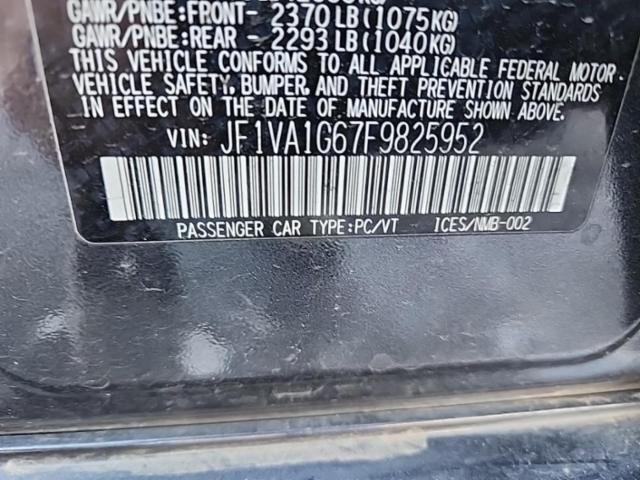 GAWR/PNBE:FRONT- 2370 LB(1075KG)
GAWR/PNBE:REAR - 2293 LB(1040KG)
THIS VEHICLE CONFORMS TO ALL APPLICABLE FEDERAL MOTOR
VEHICLE SAFETY, BUMPER, AND THEFT PREVENTION STANDARDS
IN EFFECT ON THE DATE OF MANUFACTURE SHOWN ABOVE.
VIN: JF1VA1G67F9825952
PASSENGER CAR TYPE:PC/VT ICES/NMB-002